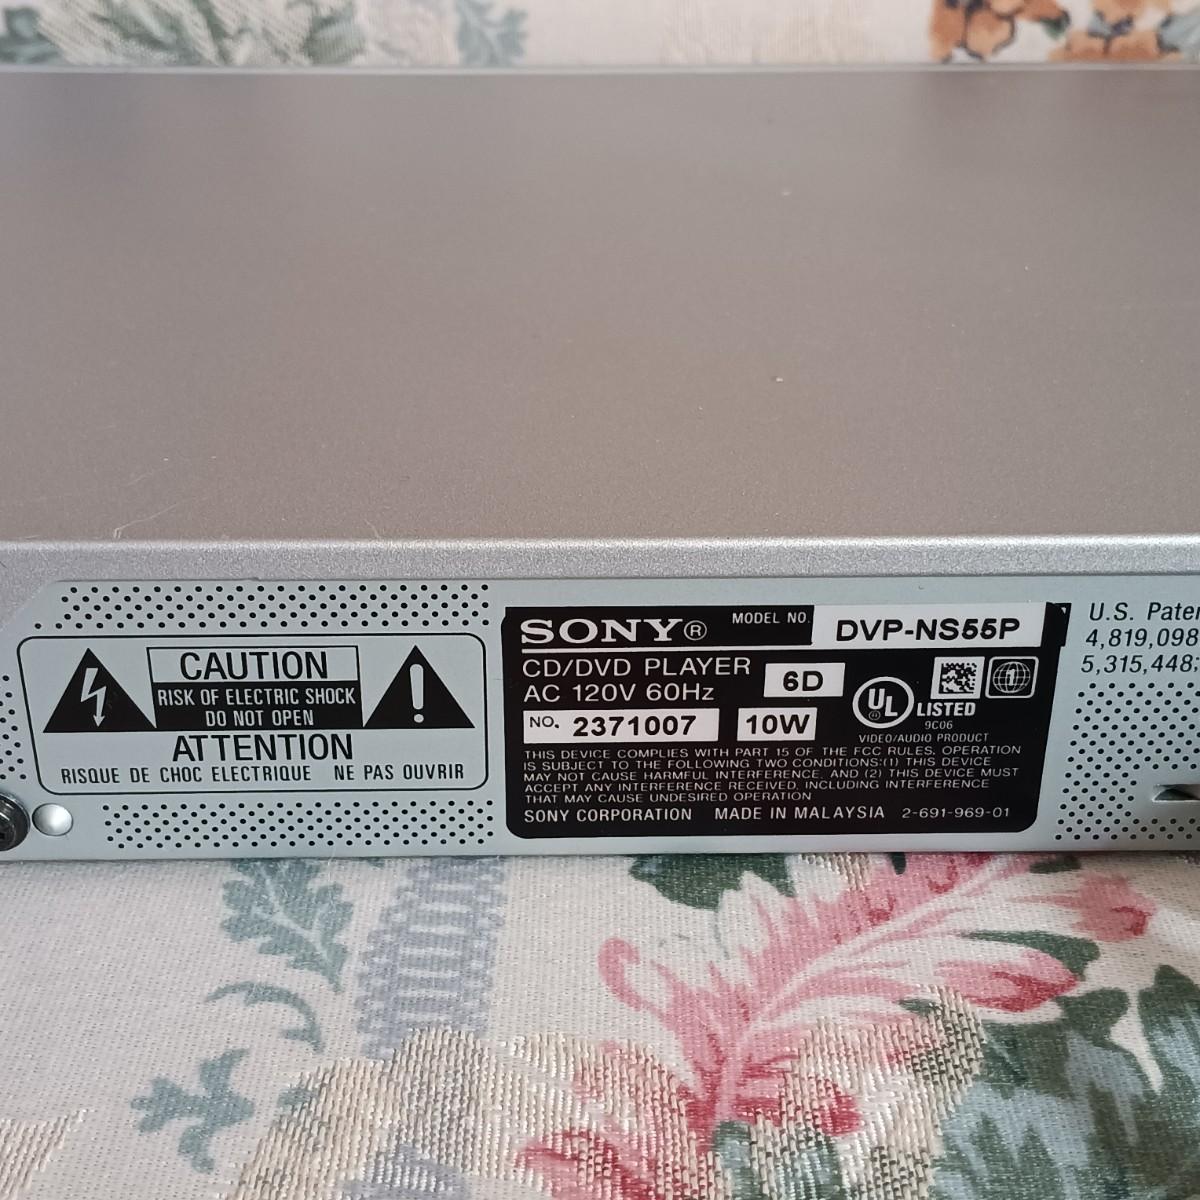 CAUTION
RISK OF ELECTRIC SHOCK
DO NOT OPEN
ATTENTION
RISQUE DE CHOC ELECTRIQUE NE PAS OUVRIR
SONY® MODEL NO. DVP-NS55P
CD/DVD PLAYER
AC 120V 60Hz 6D
NO. 2371007 10W
UL LISTED
9C06
VIDEO/AUDIO PRODUCT
1
THIS DEVICE COMPLIES WITH PART 15 OF THE FCC RULES. OPERATION
IS SUBJECT TO THE FOLLOWING TWO CONDITIONS:(1) THIS DEVICE
MAY NOT CAUSE HARMFUL INTERFERENCE, AND (2) THIS DEVICE MUST
ACCEPT ANY INTERFERENCE RECEIVED, INCLUDING INTERFERENCE
THAT MAY CAUSE UNDESIRED OPERATION
SONY CORPORATION MADE IN MALAYSIA 2-691-969-01
U.S. Paten
4,819,098
5,315,448